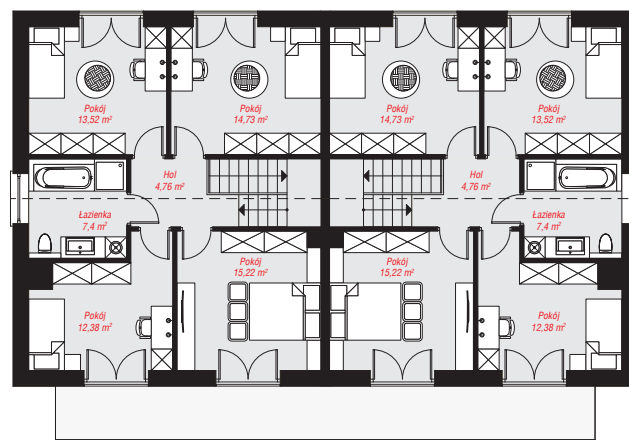 Pokój
13,52 m²
Pokój
14,73 m²
Pokój
14,73 m²
Pokój
13,52 m²
Hol
4,76 m²
Hol
4,76 m²
Łazienka
7,4 m²
Łazienka
7,4 m²
Pokój
15,22 m²
Pokój
15,22 m²
Pokój
12,38 m²
Pokój
12,38 m²